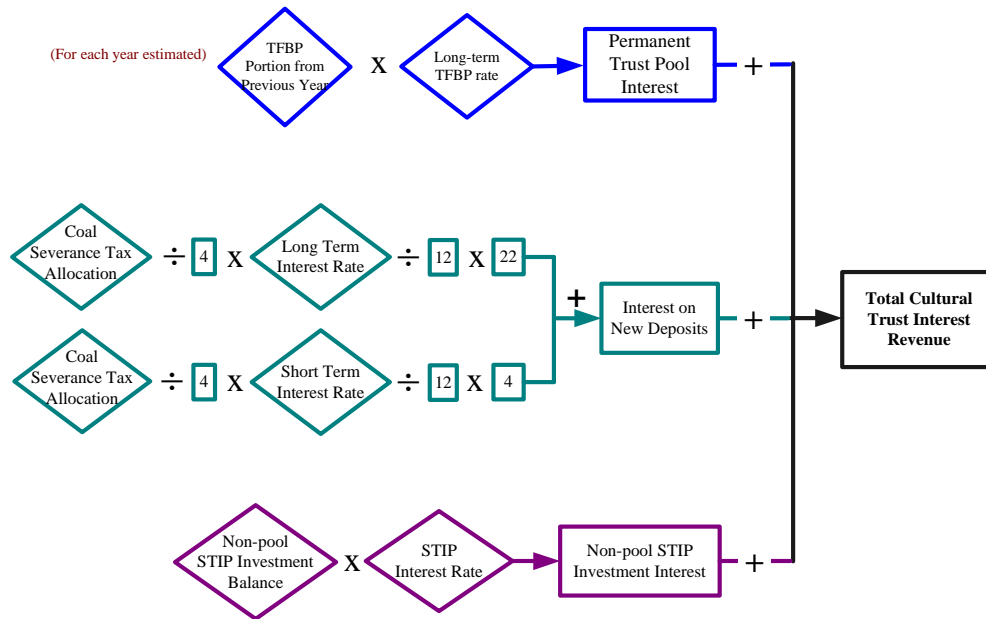 (For each year estimated)
TFBP
Portion from
Previous Year
X
Long-term
TFBP rate
Permanent
Trust Pool
Interest
+
Coal
Severance Tax
Allocation
÷
4
X
Long Term
Interest Rate
÷
12
X
22
+
Interest on
New Deposits
+
Total Cultural
Trust Interest
Revenue
Coal
Severance Tax
Allocation
÷
4
X
Short Term
Interest Rate
÷
12
X
4
Non-pool
STIP Investment
Balance
X
STIP
Interest Rate
Non-pool STIP
Investment Interest
+